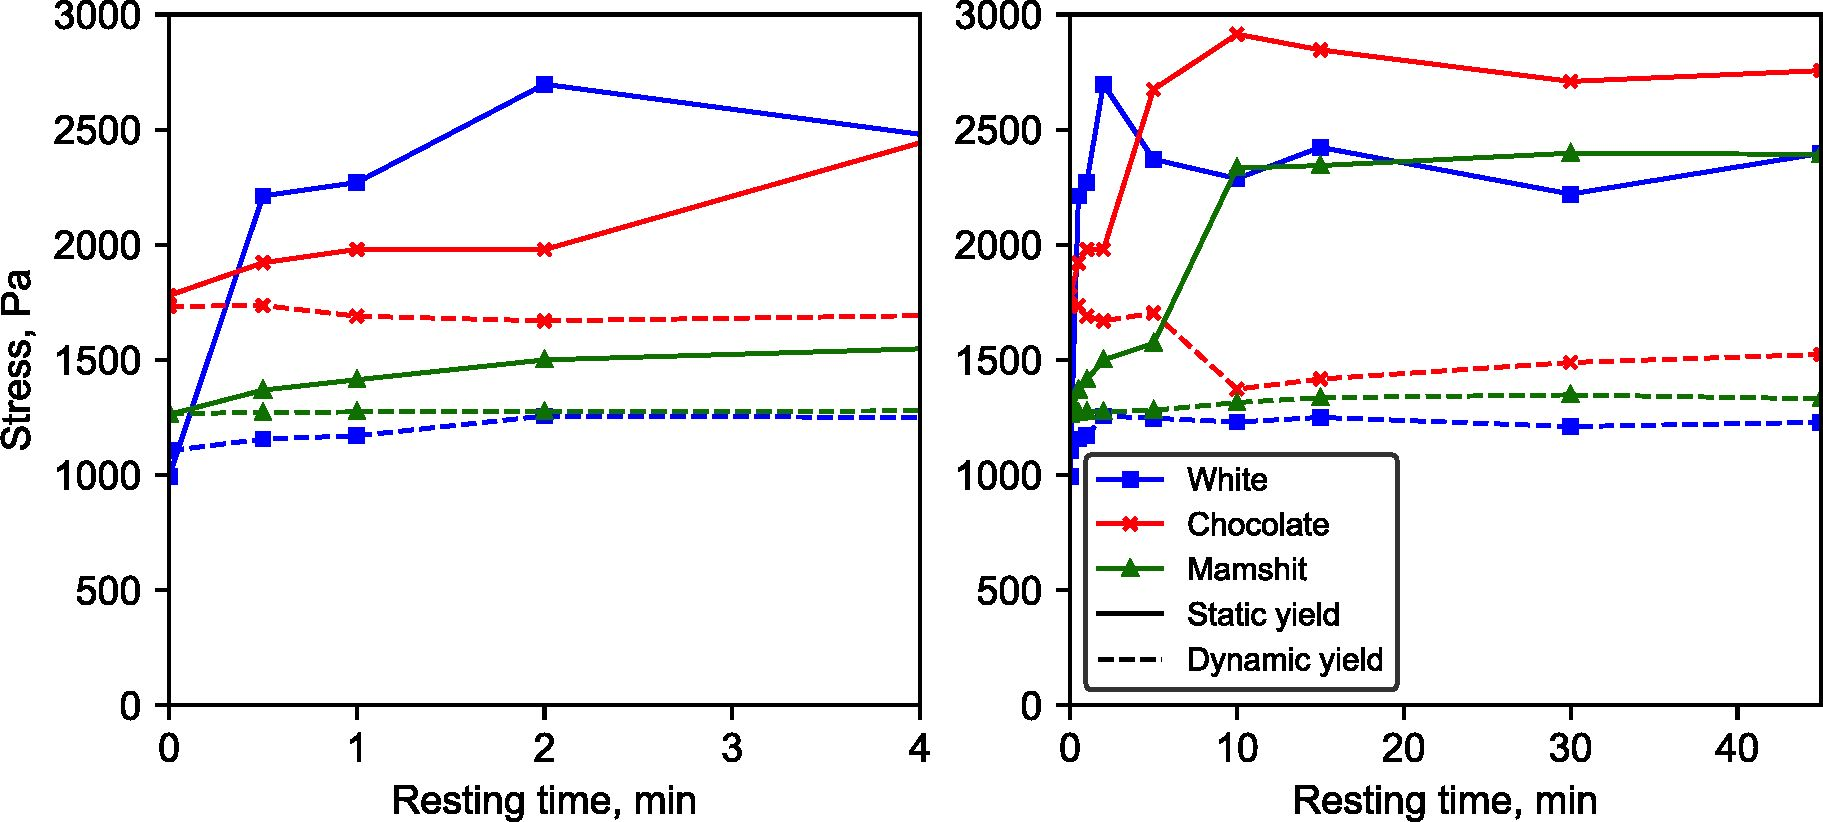 3000
2500
2000
1500
1000
500
0
Stress, Pa
0 1 2 3 4
Resting time, min
3000
2500
2000
1500
1000
500
0
White
Chocolate
Mamshit
Static yield
Dynamic yield
0 10 20 30 40
Resting time, min